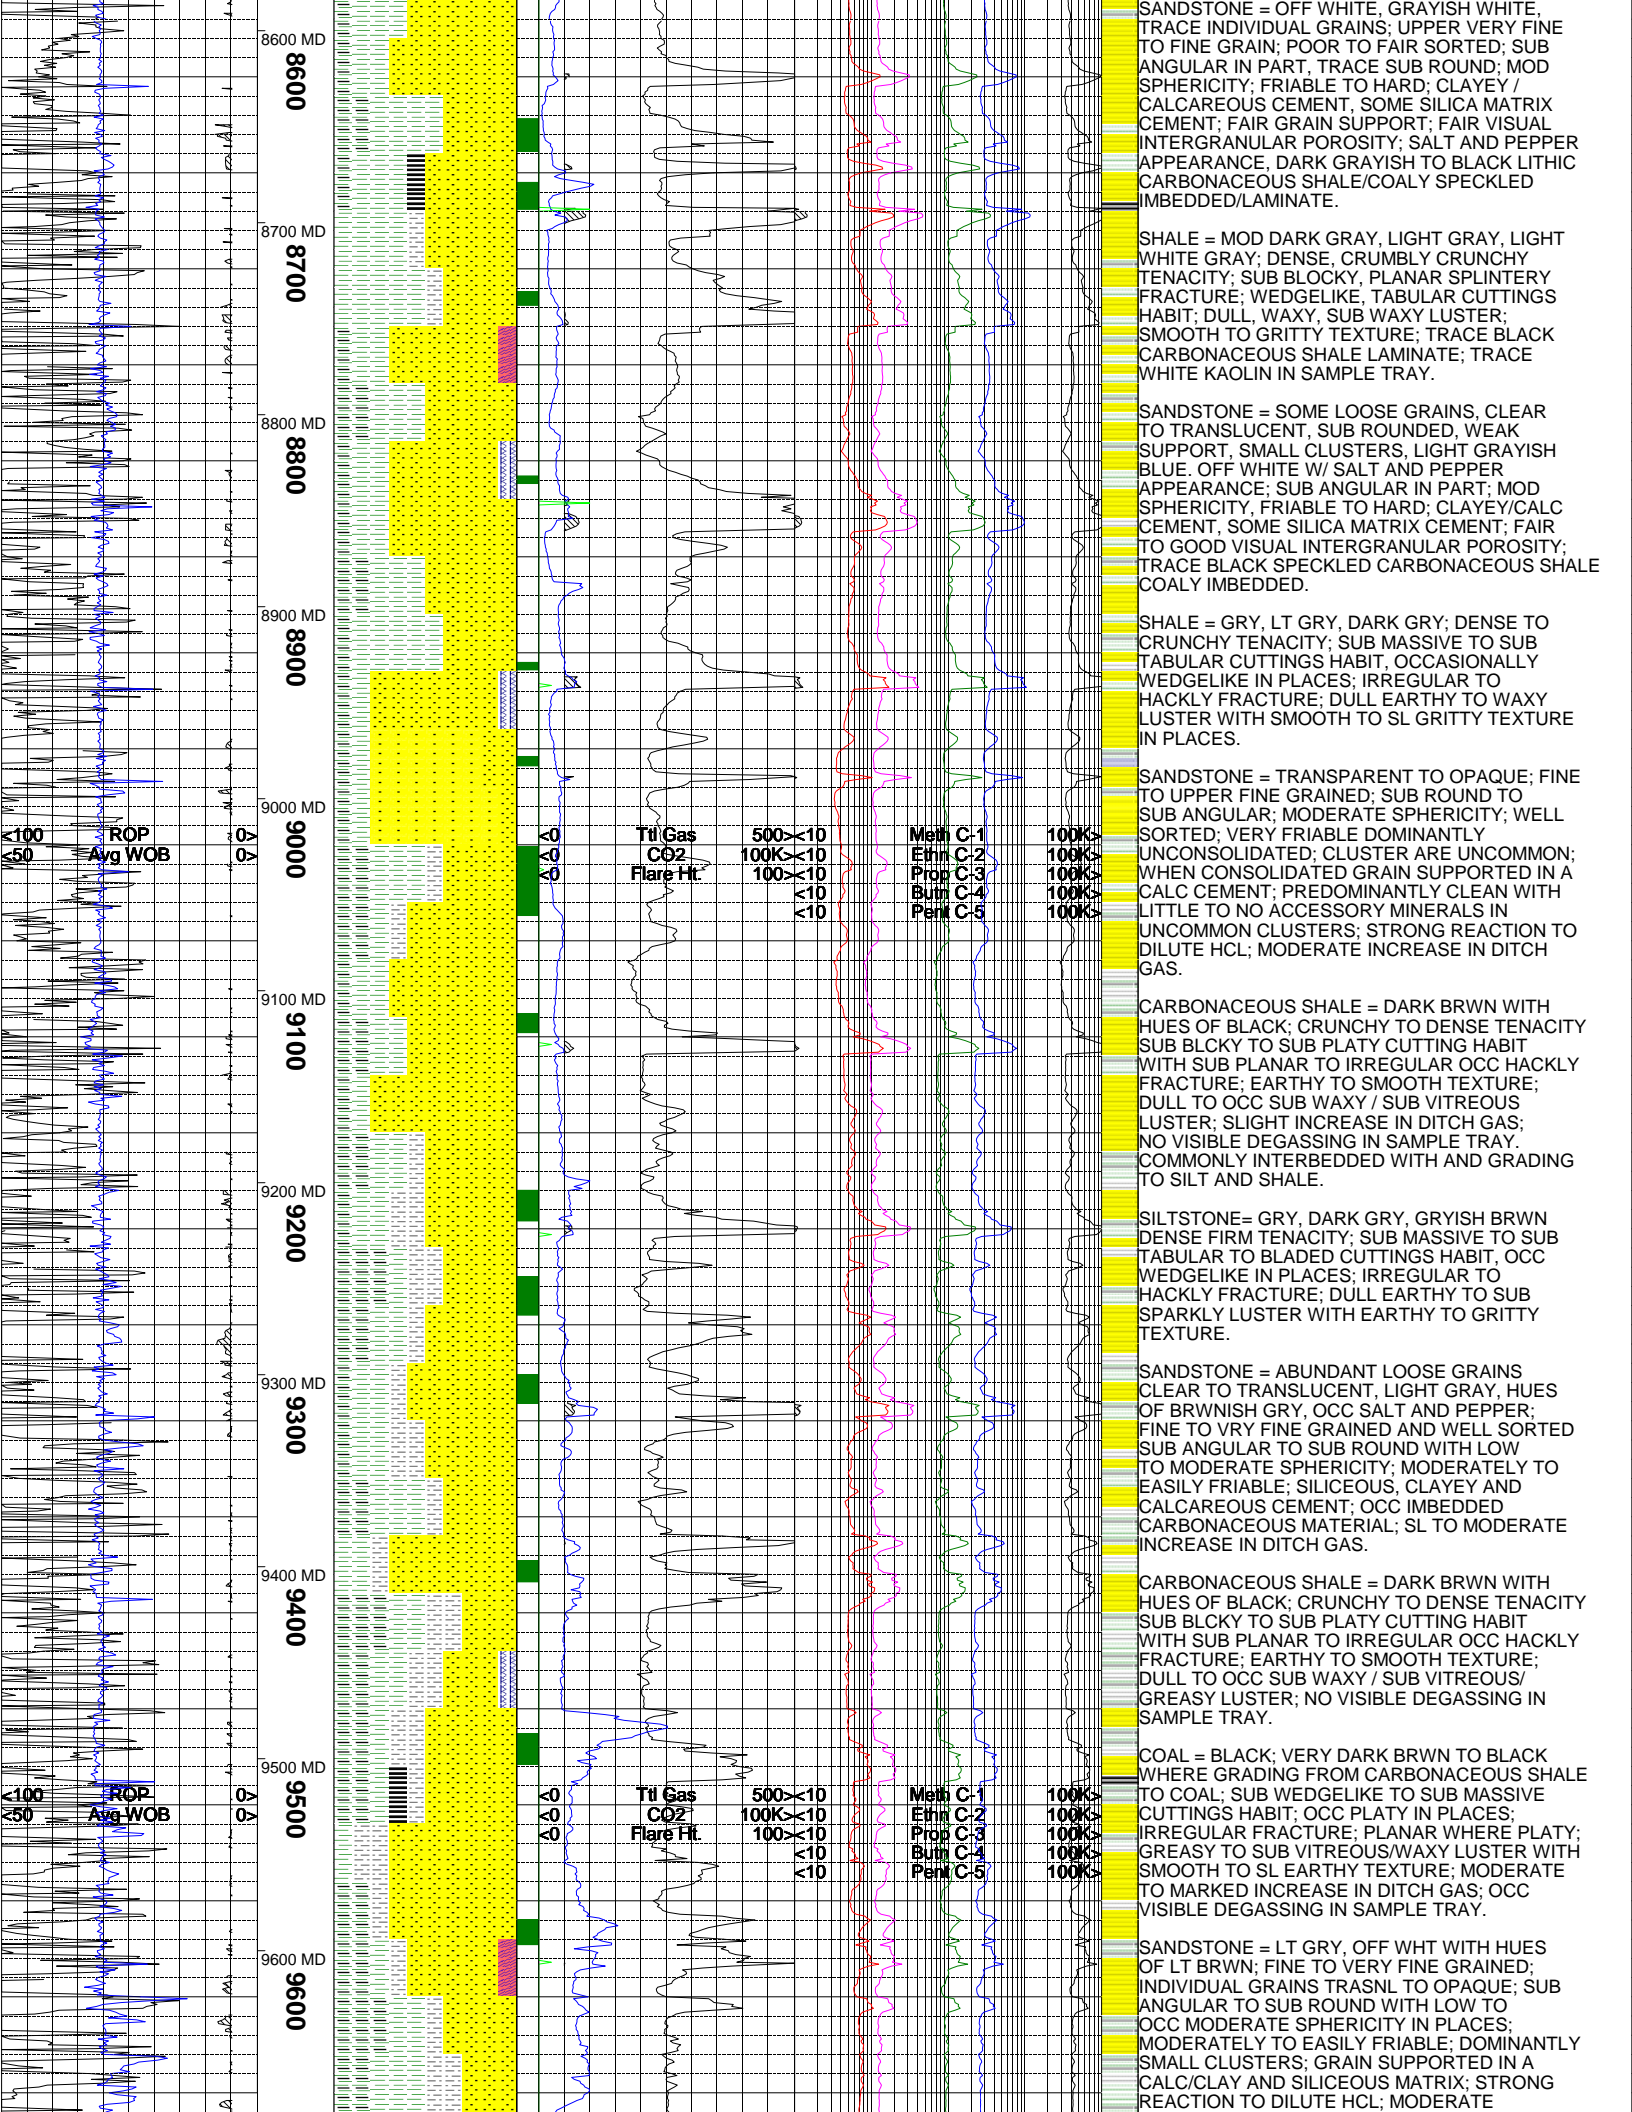 8600 MD
8600
8700 MD
8700
8800 MD
8800
8900 MD
8900
9000 MD
9000
<100 ROP 0>
<50 Avg WOB 0>
<0 Ttl Gas 500>
<0 CO2 100K>
<0 Flare Ht. 100>
<10 Meth C-1 100K>
<10 Ethn C-2 100K>
<10 Prop C-3 100K>
<10 Butn C-4 100K>
<10 Pent C-5 100K>
9100 MD
9100
9200 MD
9200
9300 MD
9300
9400 MD
9400
9500 MD
9500
<100 ROP 0>
<50 Avg WOB 0>
<0 Ttl Gas 500>
<0 CO2 100K>
<0 Flare Ht. 100>
<10 Meth C-1 100K>
<10 Ethn C-2 100K>
<10 Prop C-3 100K>
<10 Butn C-4 100K>
<10 Pent C-5 100K>
9600 MD
9600
SANDSTONE = OFF WHITE, GRAYISH WHITE,
TRACE INDIVIDUAL GRAINS; UPPER VERY FINE
TO FINE GRAIN; POOR TO FAIR SORTED; SUB
ANGULAR IN PART, TRACE SUB ROUND; MOD
SPHERICITY; FRIABLE TO HARD; CLAYEY /
CALCAREOUS CEMENT, SOME SILICA MATRIX
CEMENT; FAIR GRAIN SUPPORT; FAIR VISUAL
INTERGRANULAR POROSITY; SALT AND PEPPER
APPEARANCE, DARK GRAYISH TO BLACK LITHIC
CARBONACEOUS SHALE/COALY SPECKLED
IMBEDDED/LAMINATE.
SHALE = MOD DARK GRAY, LIGHT GRAY, LIGHT
WHITE GRAY; DENSE, CRUMBLY CRUNCHY
TENACITY; SUB BLOCKY, PLANAR SPLINTERY
FRACTURE; WEDGELIKE, TABULAR CUTTINGS
HABIT; DULL, WAXY, SUB WAXY LUSTER;
SMOOTH TO GRITTY TEXTURE; TRACE BLACK
CARBONACEOUS SHALE LAMINATE; TRACE
WHITE KAOLIN IN SAMPLE TRAY.
SANDSTONE = SOME LOOSE GRAINS, CLEAR
TO TRANSLUCENT, SUB ROUNDED, WEAK
SUPPORT, SMALL CLUSTERS, LIGHT GRAYISH
BLUE. OFF WHITE W/ SALT AND PEPPER
APPEARANCE; SUB ANGULAR IN PART; MOD
SPHERICITY, FRIABLE TO HARD; CLAYEY/CALC
CEMENT, SOME SILICA MATRIX CEMENT; FAIR
TO GOOD VISUAL INTERGRANULAR POROSITY;
TRACE BLACK SPECKLED CARBONACEOUS SHALE
COALY IMBEDDED.
SHALE = GRY, LT GRY, DARK GRY; DENSE TO
CRUNCHY TENACITY; SUB MASSIVE TO SUB
TABULAR CUTTINGS HABIT, OCCASIONALLY
WEDGELIKE IN PLACES; IRREGULAR TO
HACKLY FRACTURE; DULL EARTHY TO WAXY
LUSTER WITH SMOOTH TO SL GRITTY TEXTURE
IN PLACES.
SANDSTONE = TRANSPARENT TO OPAQUE; FINE
TO UPPER FINE GRAINED; SUB ROUND TO
SUB ANGULAR; MODERATE SPHERICITY; WELL
SORTED; VERY FRIABLE DOMINANTLY
UNCONSOLIDATED; CLUSTER ARE UNCOMMON;
WHEN CONSOLIDATED GRAIN SUPPORTED IN A
CALC CEMENT; PREDOMINANTLY CLEAN WITH
LITTLE TO NO ACCESSORY MINERALS IN
UNCOMMON CLUSTERS; STRONG REACTION TO
DILUTE HCL; MODERATE INCREASE IN DITCH
GAS.
CARBONACEOUS SHALE = DARK BRWN WITH
HUES OF BLACK; CRUNCHY TO DENSE TENACITY
SUB BLCKY TO SUB PLATY CUTTING HABIT
WITH SUB PLANAR TO IRREGULAR OCC HACKLY
FRACTURE; EARTHY TO SMOOTH TEXTURE;
DULL TO OCC SUB WAXY / SUB VITREOUS
LUSTER; SLIGHT INCREASE IN DITCH GAS;
NO VISIBLE DEGASSING IN SAMPLE TRAY.
COMMONLY INTERBEDDED WITH AND GRADING
TO SILT AND SHALE.
SILTSTONE= GRY, DARK GRY, GRYISH BRWN
DENSE FIRM TENACITY; SUB MASSIVE TO SUB
TABULAR TO BLADED CUTTINGS HABIT, OCC
WEDGELIKE IN PLACES; IRREGULAR TO
HACKLY FRACTURE; DULL EARTHY TO SUB
SPARKLY LUSTER WITH EARTHY TO GRITTY
TEXTURE.
SANDSTONE = ABUNDANT LOOSE GRAINS
CLEAR TO TRANSLUCENT, LIGHT GRAY, HUES
OF BRWNISH GRY, OCC SALT AND PEPPER;
FINE TO VRY FINE GRAINED AND WELL SORTED
SUB ANGULAR TO SUB ROUND WITH LOW
TO MODERATE SPHERICITY; MODERATELY TO
EASILY FRIABLE; SILICEOUS, CLAYEY AND
CALCAREOUS CEMENT; OCC IMBEDDED
CARBONACEOUS MATERIAL; SL TO MODERATE
INCREASE IN DITCH GAS.
CARBONACEOUS SHALE = DARK BRWN WITH
HUES OF BLACK; CRUNCHY TO DENSE TENACITY
SUB BLCKY TO SUB PLATY CUTTING HABIT
WITH SUB PLANAR TO IRREGULAR OCC HACKLY
FRACTURE; EARTHY TO SMOOTH TEXTURE;
DULL TO OCC SUB WAXY / SUB VITREOUS/
GREASY LUSTER; NO VISIBLE DEGASSING IN
SAMPLE TRAY.
COAL = BLACK; VERY DARK BRWN TO BLACK
WHERE GRADING FROM CARBONACEOUS SHALE
TO COAL; SUB WEDGELIKE TO SUB MASSIVE
CUTTINGS HABIT; OCC PLATY IN PLACES;
IRREGULAR FRACTURE; PLANAR WHERE PLATY;
GREASY TO SUB VITREOUS/WAXY LUSTER WITH
SMOOTH TO SL EARTHY TEXTURE; MODERATE
TO MARKED INCREASE IN DITCH GAS; OCC
VISIBLE DEGASSING IN SAMPLE TRAY.
SANDSTONE = LT GRY, OFF WHT WITH HUES
OF LT BRWN; FINE TO VERY FINE GRAINED;
INDIVIDUAL GRAINS TRASNL TO OPAQUE; SUB
ANGULAR TO SUB ROUND WITH LOW TO
OCC MODERATE SPHERICITY IN PLACES;
MODERATELY TO EASILY FRIABLE; DOMINANTLY
SMALL CLUSTERS; GRAIN SUPPORTED IN A
CALC/CLAY AND SILICEOUS MATRIX; STRONG
REACTION TO DILUTE HCL; MODERATE